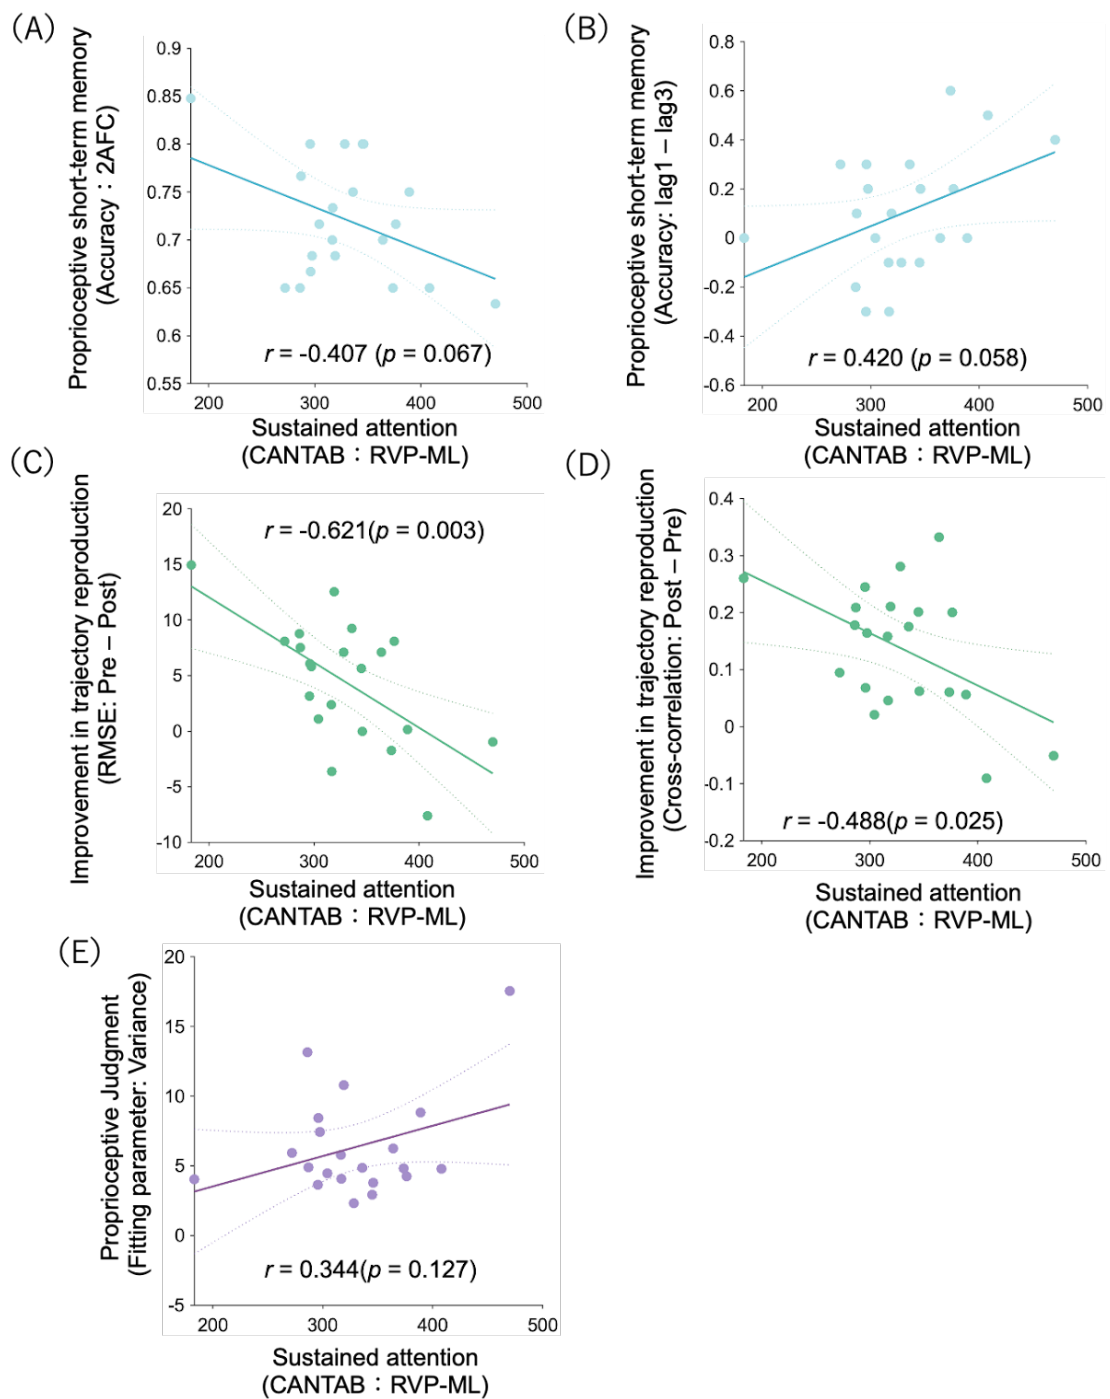 (A)
Proprioceptive short-term memory
(Accuracy：2AFC)
0.9
0.85
0.8
0.75
0.7
0.65
0.6
0.55
r = -0.407 (p = 0.067)
200
300
400
500
Sustained attention
(CANTAB：RVP-ML)
(B)
Proprioceptive short-term memory
(Accuracy: lag1 – lag3)
0.8
0.6
0.4
0.2
0
-0.2
-0.4
-0.6
r = 0.420 (p = 0.058)
200
300
400
500
Sustained attention
(CANTAB：RVP-ML)
(C)
Improvement in trajectory reproduction
(RMSE: Pre – Post)
20
15
10
5
0
-5
-10
r = -0.621(p = 0.003)
200
300
400
500
Sustained attention
(CANTAB：RVP-ML)
(D)
Improvement in trajectory reproduction
(Cross-correlation: Post – Pre)
0.4
0.3
0.2
0.1
0
-0.1
-0.2
r = -0.488(p = 0.025)
200
300
400
500
Sustained attention
(CANTAB：RVP-ML)
(E)
Proprioceptive Judgment
(Fitting parameter: Variance)
20
15
10
5
0
-5
r = 0.344(p = 0.127)
200
300
400
500
Sustained attention
(CANTAB：RVP-ML)